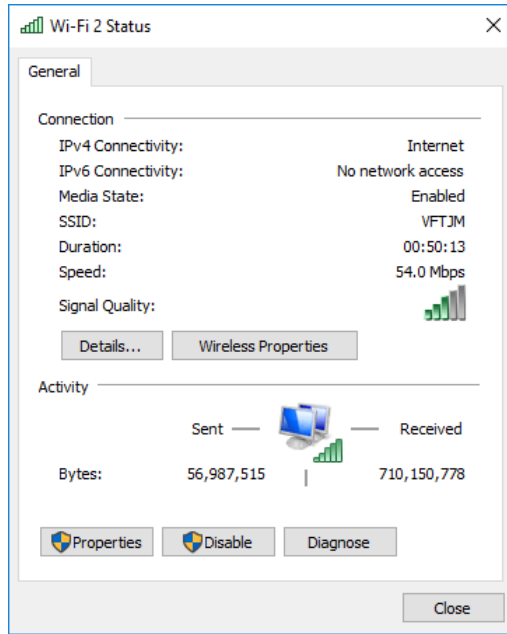 Wi-Fi 2 Status
General
Connection
IPv4 Connectivity: Internet
IPv6 Connectivity: No network access
Media State: Enabled
SSID: VFTJM
Duration: 00:50:13
Speed: 54.0 Mbps
Signal Quality:
Details... Wireless Properties
Activity
Sent Received
Bytes: 56,987,515 710,150,778
Properties Disable Diagnose
Close